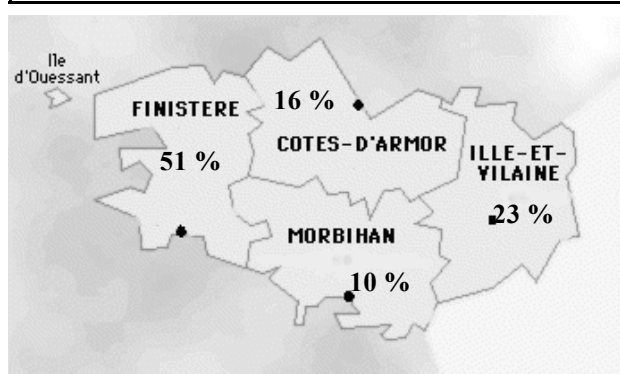 Ile
d'Ouessant
FINISTERE
51 %
16 %
COTES-D'ARMOR
ILLE-ET-
VILAINE
23 %
MORBIHAN
10 %